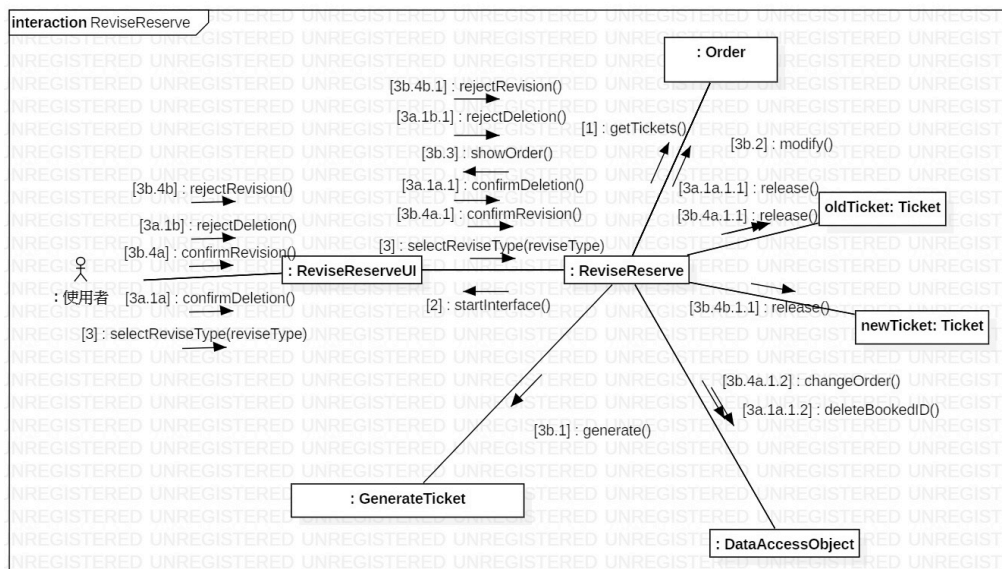 interaction ReviseReserve
: Order
[3b.4b.1] : rejectRevision()
[3a.1b.1] : rejectDeletion()
[1] : getTickets()
[3b.2] : modify()
[3b.3] : showOrder()
[3b.4b] : rejectRevision()
[3a.1a.1] : confirmDeletion()
[3a.1a.1.1] : release()
oldTicket: Ticket
[3b.4a.1] : confirmRevision()
[3b.4a.1.1] : release()
[3a.1b] : rejectDeletion()
[3] : selectReviseType(reviseType)
[3b.4a] : confirmRevision()
: ReviseReserveUI
: ReviseReserve
: 使用者
[3a.1a] : confirmDeletion()
[2] : startInterface()
[3b.4b.1.1] : release()
newTicket: Ticket
[3] : selectReviseType(reviseType)
[3b.4a.1.2] : changeOrder()
[3a.1a.1.2] : deleteBookedID()
[3b.1] : generate()
: GenerateTicket
: DataAccessObject
UNREGISTERED